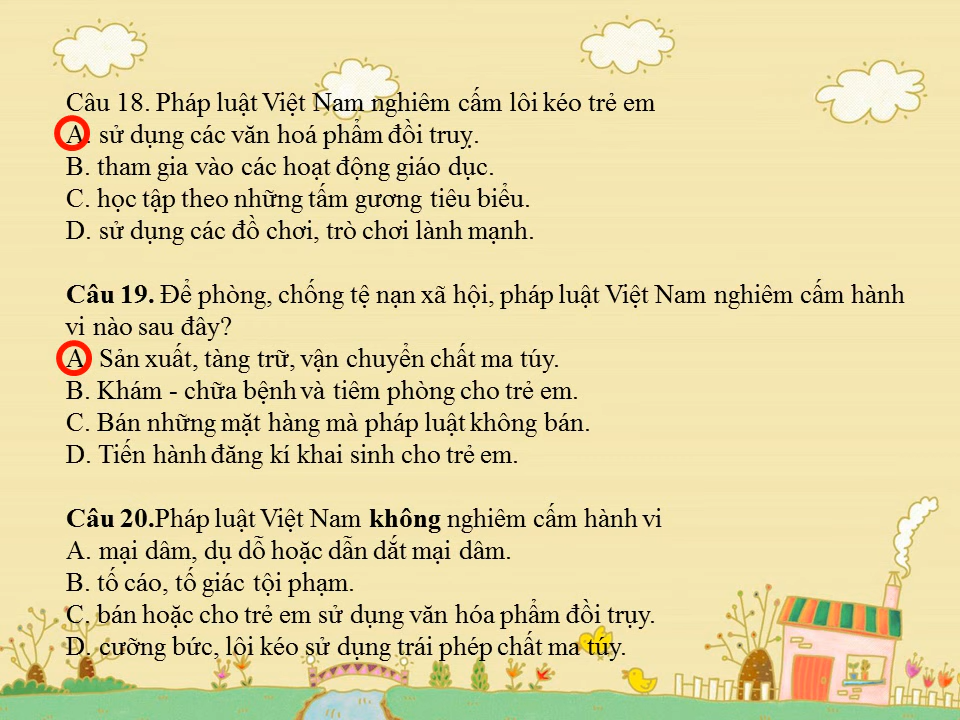 Câu 18. Pháp luật Việt Nam nghiêm cấm lôi kéo trẻ em
A. sử dụng các văn hoá phẩm đồi truỵ.
B. tham gia vào các hoạt động giáo dục.
C. học tập theo những tấm gương tiêu biểu.
D. sử dụng các đồ chơi, trò chơi lành mạnh.
Câu 19. Để phòng, chống tệ nạn xã hội, pháp luật Việt Nam nghiêm cấm hành
vi nào sau đây?
A. Sản xuất, tàng trữ, vận chuyển chất ma túy.
B. Khám - chữa bệnh và tiêm phòng cho trẻ em.
C. Bán những mặt hàng mà pháp luật không bán.
D. Tiến hành đăng kí khai sinh cho trẻ em.
Câu 20.Pháp luật Việt Nam không nghiêm cấm hành vi
A. mại dâm, dụ dỗ hoặc dẫn dắt mại dâm.
B. tố cáo, tố giác tội phạm.
C. bán hoặc cho trẻ em sử dụng văn hóa phẩm đồi trụy.
D. cưỡng bức, lôi kéo sử dụng trái phép chất ma túy.